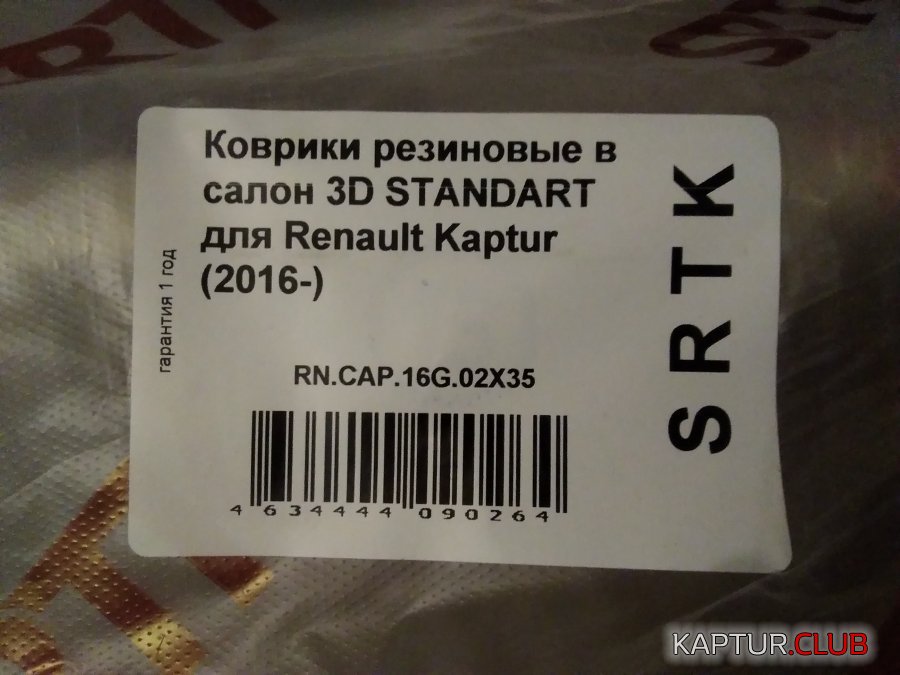 Коврики резиновые в
салон 3D STANDART
для Renault Kaptur
(2016-)
гарантия 1 год
RN.CAP.16G.02X35
4 634444 090264
SRTK
KAPTUR.CLUB